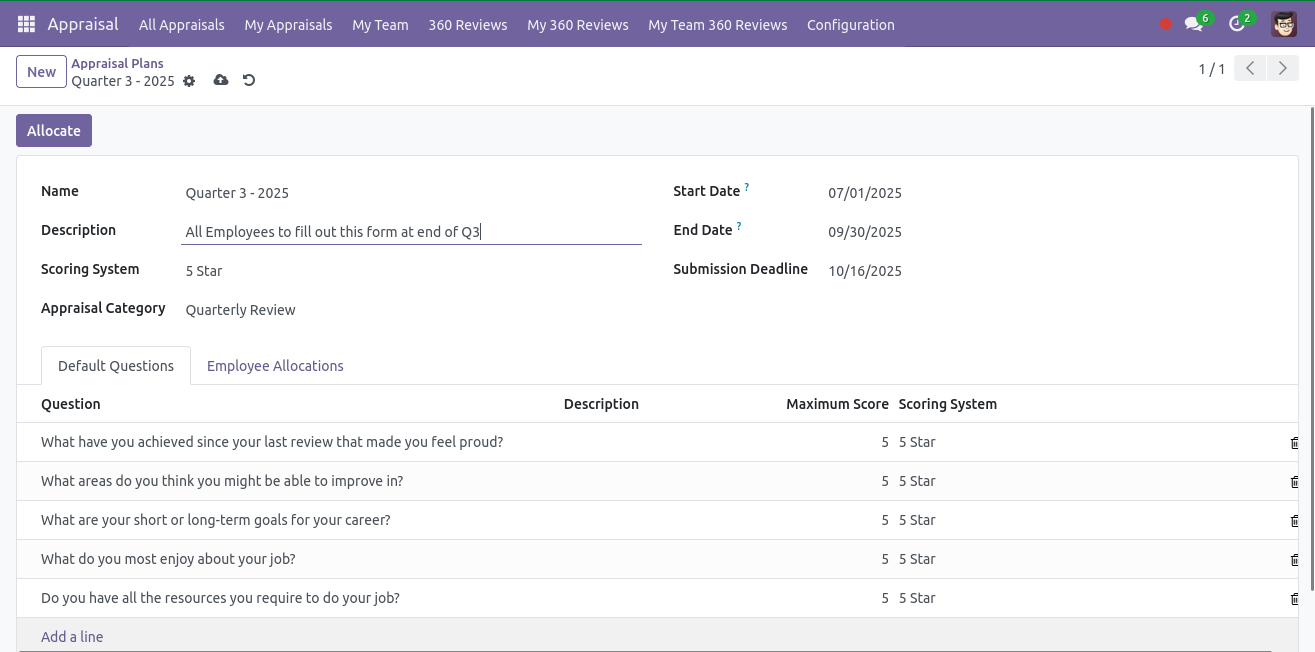 Appraisal All Appraisals My Appraisals My Team 360 Reviews My 360 Reviews My Team 360 Reviews Configuration 6 2
New Appraisal Plans
Quarter 3 - 2025 1 / 1
Allocate
Name Quarter 3 - 2025 Start Date ? 07/01/2025
Description All Employees to fill out this form at end of Q3 End Date ? 09/30/2025
Scoring System 5 Star Submission Deadline 10/16/2025
Appraisal Category Quarterly Review
Default Questions Employee Allocations
Question Description Maximum Score Scoring System
What have you achieved since your last review that made you feel proud? 5 5 Star
What areas do you think you might be able to improve in? 5 5 Star
What are your short or long-term goals for your career? 5 5 Star
What do you most enjoy about your job? 5 5 Star
Do you have all the resources you require to do your job? 5 5 Star
Add a line